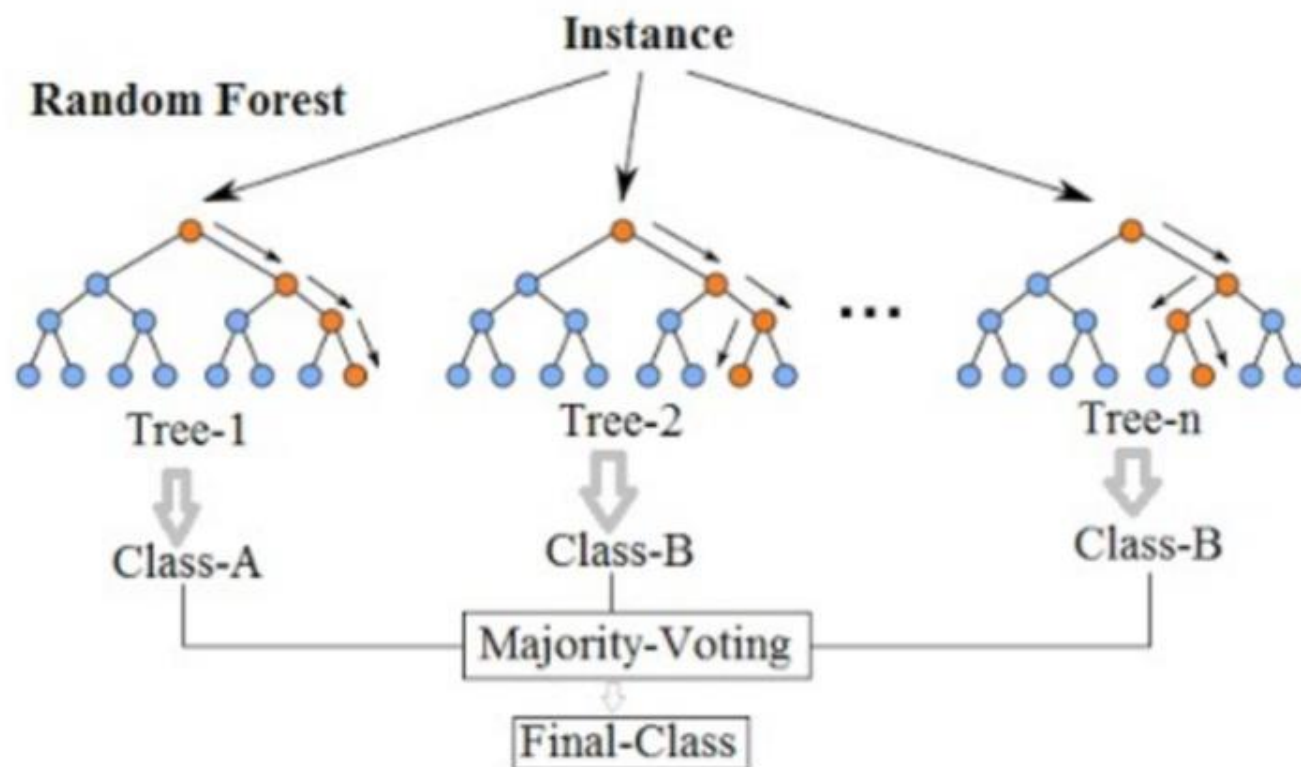 Instance
Random Forest
...
Tree-1
Tree-2
Tree-n
Class-A
Class-B
Class-B
Majority-Voting
Final-Class